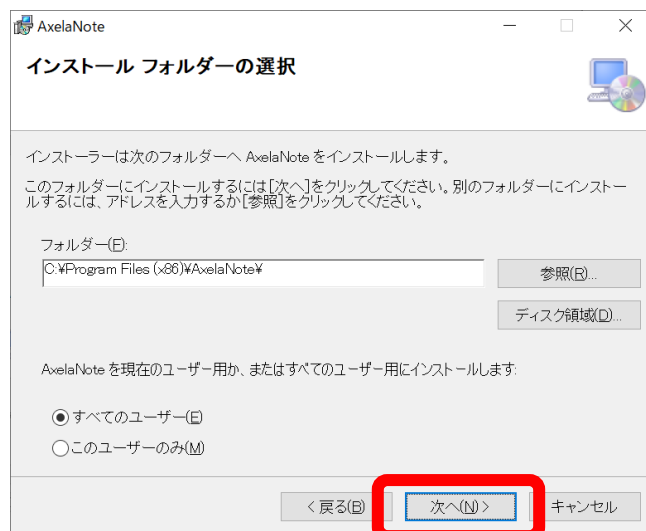 AxelaNote
インストール フォルダーの選択
インストーラーは次のフォルダーへ AxelaNote をインストールします。
このフォルダーにインストールするには[次へ]をクリックしてください。別のフォルダーにインストー
ルするには、アドレスを入力するか[参照]をクリックしてください。
フォルダー(F):
C:¥Program Files (x86)¥AxelaNote¥
参照(R)...
ディスク領域(D)...
AxelaNote を現在のユーザー用か、またはすべてのユーザー用にインストールします:
すべてのユーザー(E)
このユーザーのみ(M)
< 戻る(B)
次へ(N) >
キャンセル